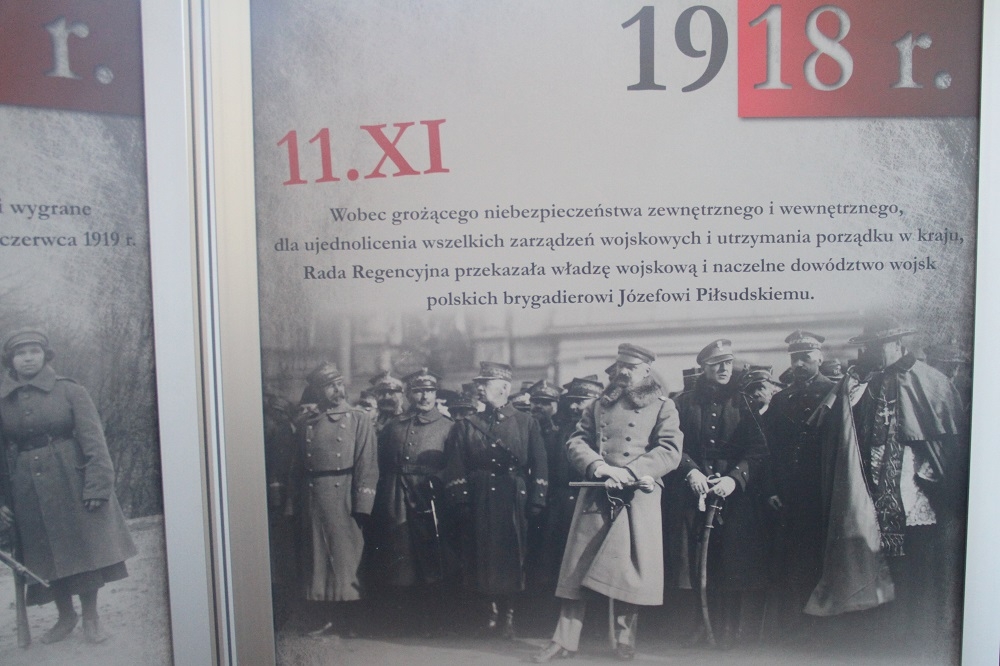 r.
i wygrane
czerwca 1919 r.
1918 r.
11.XI
Wobec grożącego niebezpieczeństwa zewnętrznego i wewnętrznego,
dla ujednolicenia wszelkich zarządzeń wojskowych i utrzymania porządku w kraju,
Rada Regencyjna przekazała władzę wojskową i naczelne dowództwo wojsk
polskich brygadierowi Józefowi Piłsudskiemu.